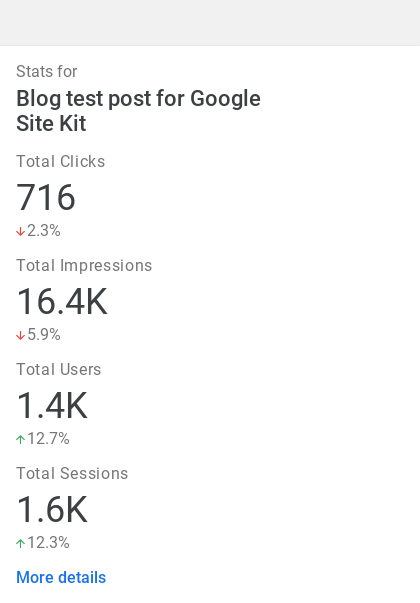 Stats for
Blog test post for Google
Site Kit
Total Clicks
716
↓2.3%
Total Impressions
16.4K
↓5.9%
Total Users
1.4K
↑12.7%
Total Sessions
1.6K
↑12.3%
More details